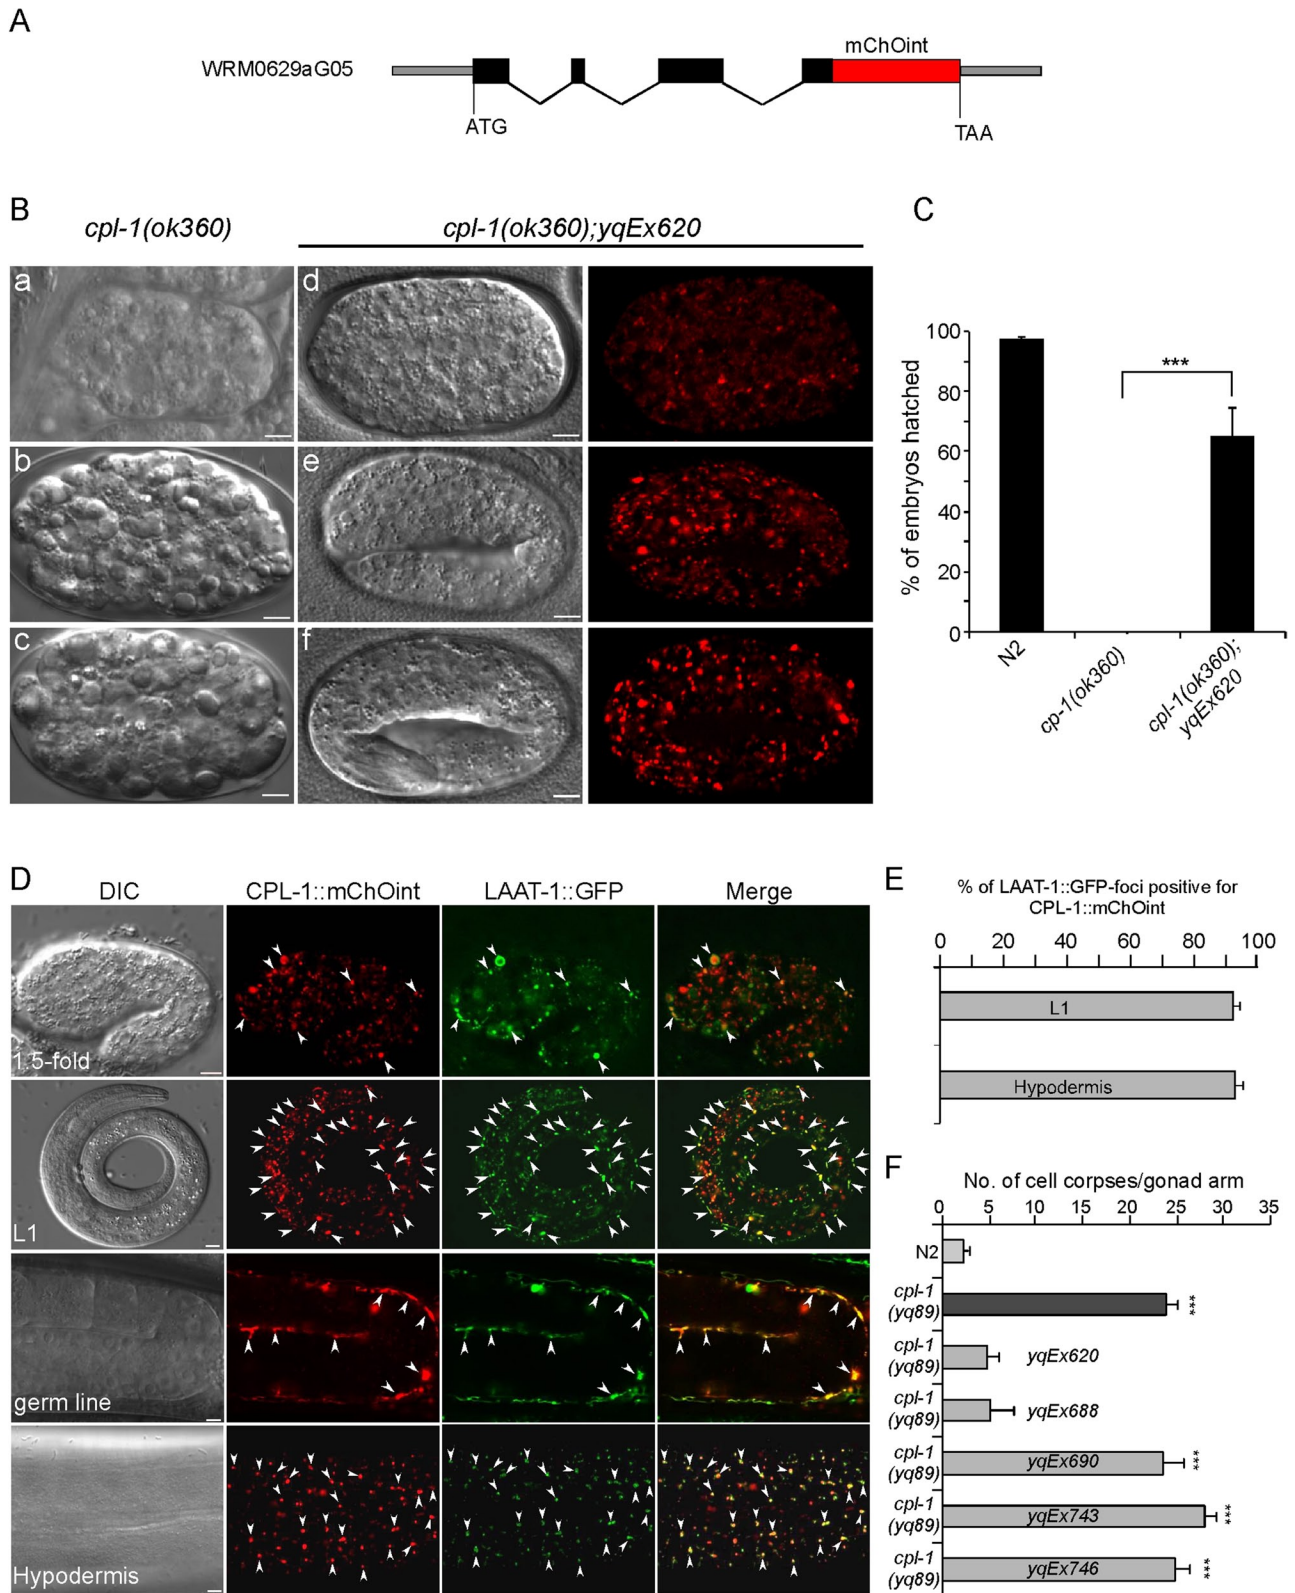 A
mChOint
WRM0629aG05
ATG
TAA
B
cpl-1(ok360)
cpl-1(ok360);yqEx620
a
d
b
e
c
f
C
% of embryos hatched
100
80
60
40
20
0
***
N2
cp-1(ok360)
cpl-1(ok360);
yqEx620
D
DIC
CPL-1::mChOint
LAAT-1::GFP
Merge
1.5-fold
L1
germ line
Hypodermis
E
% of LAAT-1::GFP-foci positive for
CPL-1::mChOint
0 20 40 60 80 100
L1
Hypodermis
F
No. of cell corpses/gonad arm
0 5 10 15 20 25 30 35
N2
cpl-1
(yq89)
***
cpl-1
(yq89)
yqEx620
cpl-1
(yq89)
yqEx688
cpl-1
(yq89)
yqEx690
***
cpl-1
(yq89)
yqEx743
***
cpl-1
(yq89)
yqEx746
***